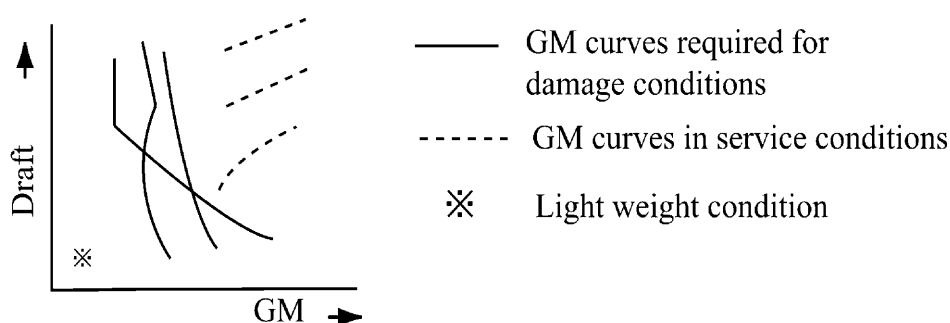 GM curves required for
damage conditions
GM curves in service conditions
※ Light weight condition
Draft
※
GM